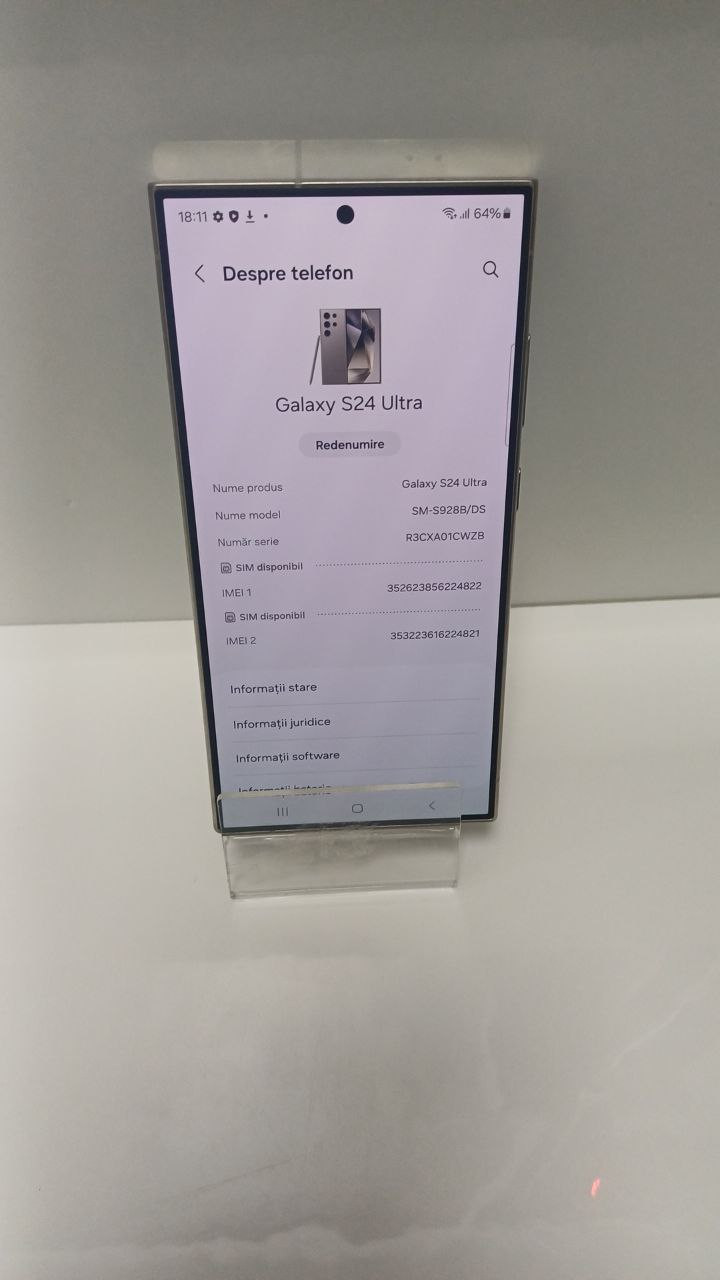 18:11 64%
Despre telefon
Galaxy S24 Ultra
Redenumire
Nume produs Galaxy S24 Ultra
Nume model SM-S928B/DS
Număr serie R3CXA01CWZB
SIM disponibil
IMEI 1 352623856224822
SIM disponibil
IMEI 2 353223616224821
Informații stare
Informații juridice
Informații software
Informații baterie